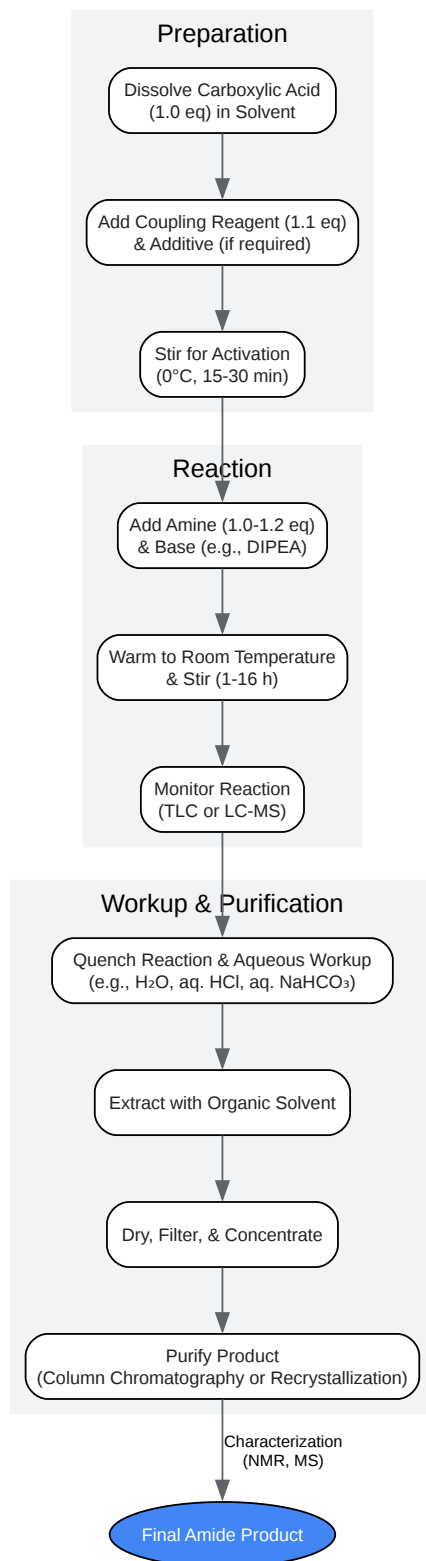 Preparation
Dissolve Carboxylic Acid
(1.0 eq) in Solvent
Add Coupling Reagent (1.1 eq)
& Additive (if required)
Stir for Activation
(0°C, 15-30 min)
Reaction
Add Amine (1.0-1.2 eq)
& Base (e.g., DIPEA)
Warm to Room Temperature
& Stir (1-16 h)
Monitor Reaction
(TLC or LC-MS)
Workup & Purification
Quench Reaction & Aqueous Workup
(e.g., H₂O, aq. HCl, aq. NaHCO₃)
Extract with Organic Solvent
Dry, Filter, & Concentrate
Purify Product
(Column Chromatography or Recrystallization)
Characterization
(NMR, MS)
Final Amide Product